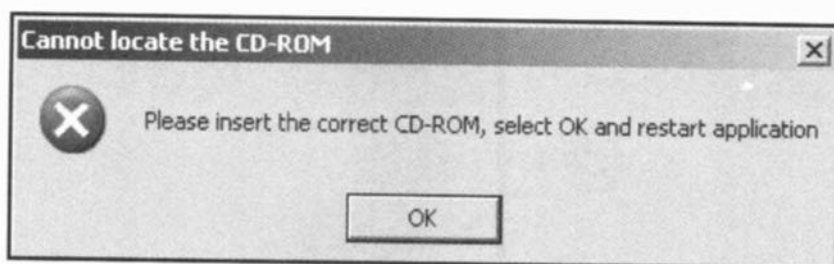 Cannot locate the CD-ROM
Please insert the correct CD-ROM, select OK and restart application
OK